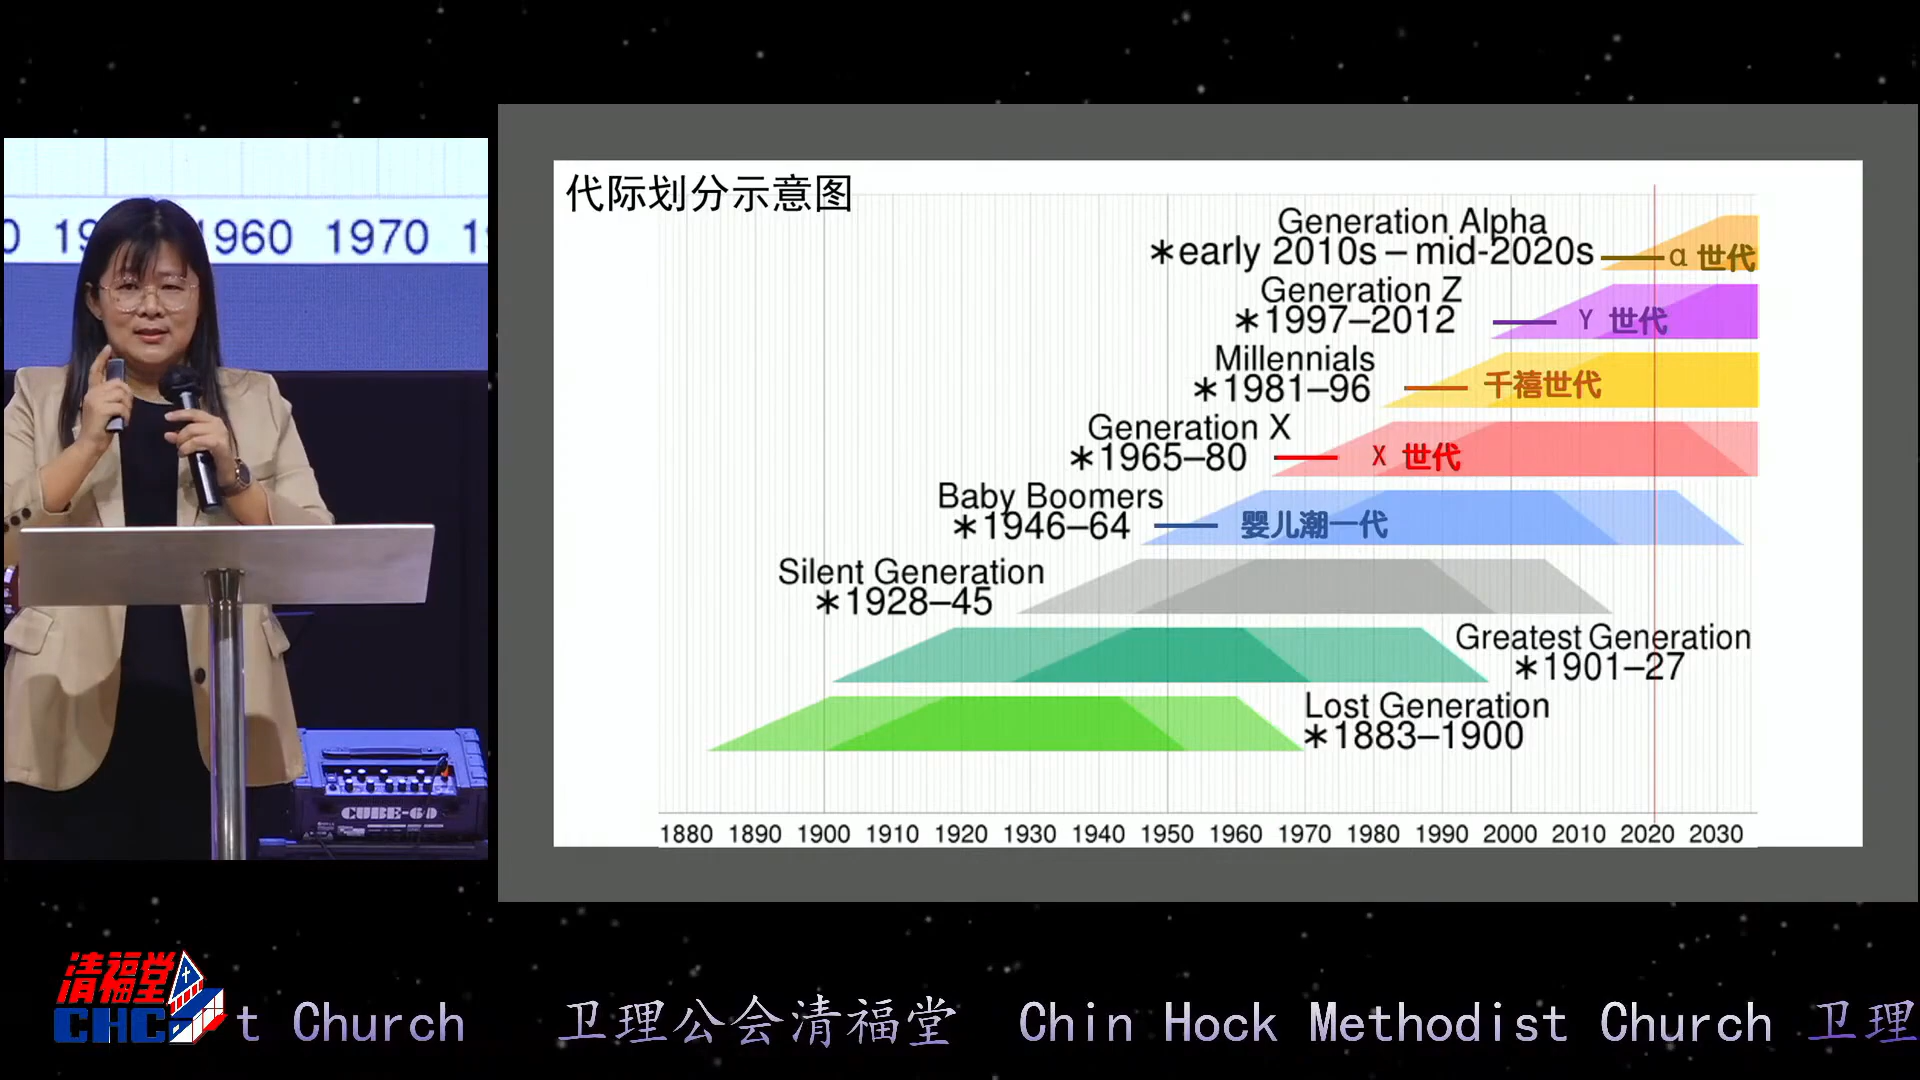 1960 1970
CUBE-60
代际划分示意图
Generation Alpha
*early 2010s – mid-2020s
α 世代
Generation Z
*1997–2012
Y 世代
Millennials
*1981–96
千禧世代
Generation X
*1965–80
X 世代
Baby Boomers
*1946–64
婴儿潮一代
Silent Generation
*1928–45
Greatest Generation
*1901–27
Lost Generation
*1883–1900
1880 1890 1900 1910 1920 1930 1940 1950 1960 1970 1980 1990 2000 2010 2020 2030
清福堂
CHC
t Church 卫理公会清福堂 Chin Hock Methodist Church 卫理